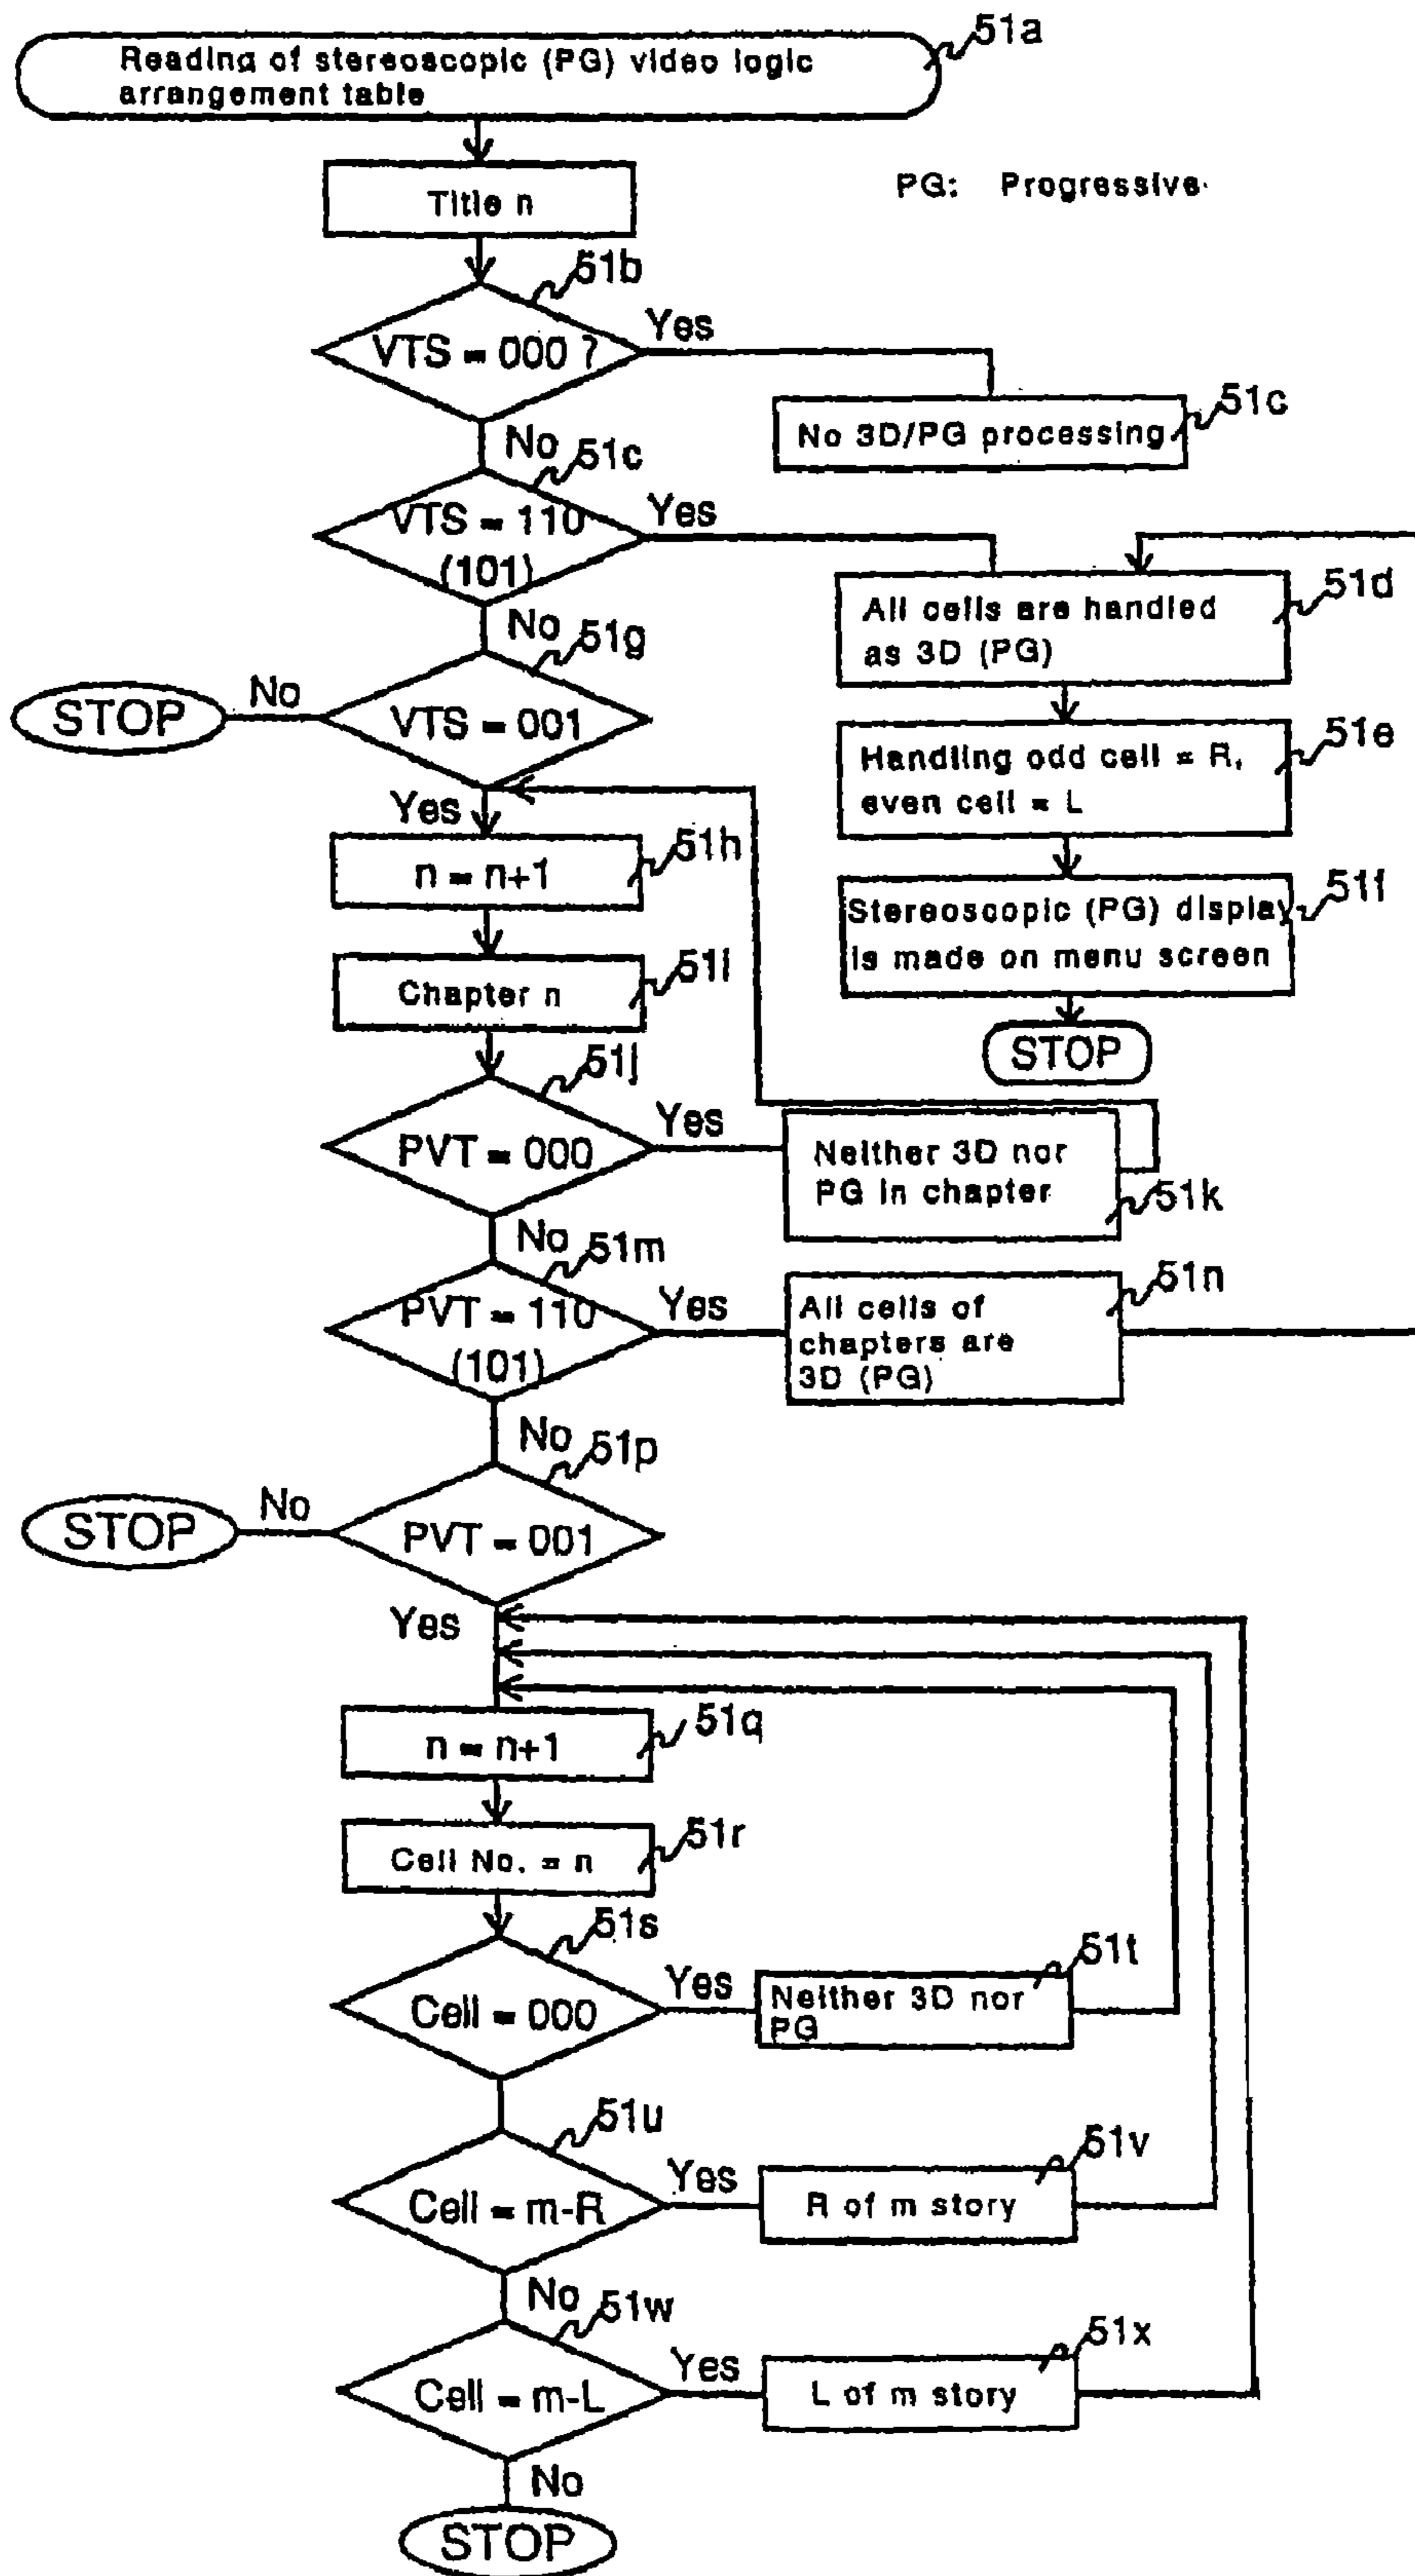 51a
Reading of stereoscopic (PG) video logic
arrangement table
PG: Progressive
Title n
51b
VTS = 000 ?
Yes
51c
No 3D/PG processing
No
51c
VTS = 110
(101)
Yes
51d
All cells are handled
as 3D (PG)
No
51g
VTS = 001
No
STOP
51e
Handling odd cell = R,
even cell = L
Yes
51h
n = n+1
51f
Stereoscopic (PG) display
is made on menu screen
STOP
51i
Chapter n
51j
PVT = 000
Yes
Neither 3D nor
PG in chapter
51k
No
51m
PVT = 110
(101)
Yes
51n
All cells of
chapters are
3D (PG)
No
51p
PVT = 001
No
STOP
Yes
51q
n = n+1
51r
Cell No. = n
51s
Cell = 000
Yes
51t
Neither 3D nor
PG
51u
Cell = m-R
Yes
51v
R of m story
No
51w
Cell = m-L
Yes
51x
L of m story
No
STOP